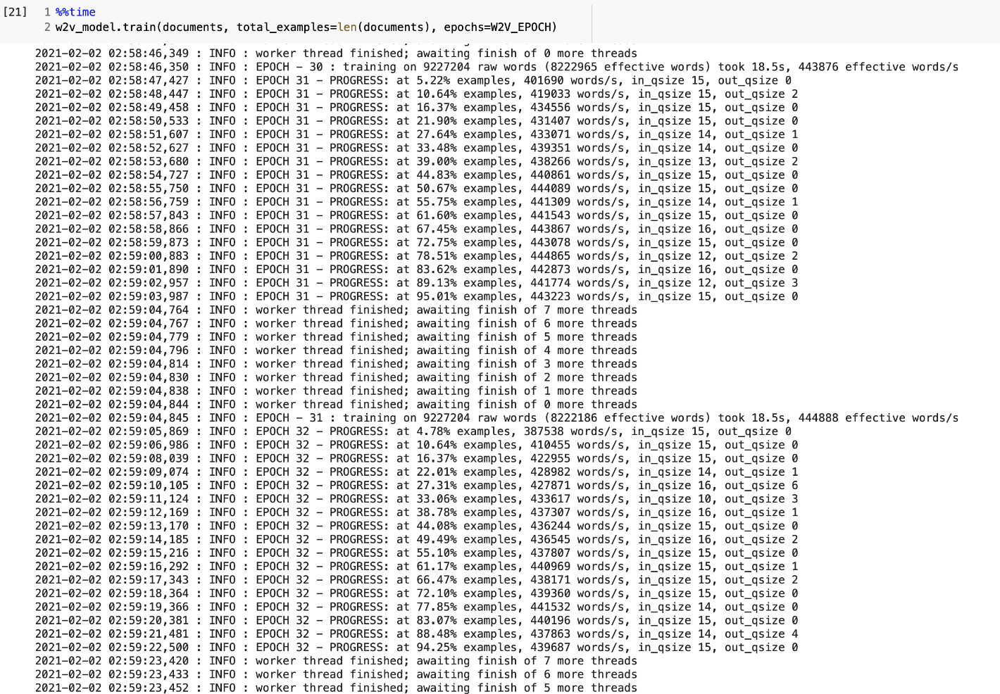 [21] 1 %%time
2 w2v_model.train(documents, total_examples=len(documents), epochs=W2V_EPOCH)
2021-02-02 02:58:46,349 : INFO : worker thread finished; awaiting finish of 0 more threads
2021-02-02 02:58:46,350 : INFO : EPOCH - 30 : training on 9227204 raw words (8222965 effective words) took 18.5s, 443876 effective words/s
2021-02-02 02:58:47,427 : INFO : EPOCH 31 - PROGRESS: at 5.22% examples, 401690 words/s, in_qsize 15, out_qsize 0
2021-02-02 02:58:48,447 : INFO : EPOCH 31 - PROGRESS: at 10.64% examples, 419033 words/s, in_qsize 15, out_qsize 2
2021-02-02 02:58:49,458 : INFO : EPOCH 31 - PROGRESS: at 16.37% examples, 434556 words/s, in_qsize 15, out_qsize 0
2021-02-02 02:58:50,533 : INFO : EPOCH 31 - PROGRESS: at 21.90% examples, 431407 words/s, in_qsize 15, out_qsize 0
2021-02-02 02:58:51,607 : INFO : EPOCH 31 - PROGRESS: at 27.64% examples, 433071 words/s, in_qsize 14, out_qsize 1
2021-02-02 02:58:52,627 : INFO : EPOCH 31 - PROGRESS: at 33.48% examples, 439351 words/s, in_qsize 14, out_qsize 0
2021-02-02 02:58:53,680 : INFO : EPOCH 31 - PROGRESS: at 39.00% examples, 438266 words/s, in_qsize 13, out_qsize 2
2021-02-02 02:58:54,727 : INFO : EPOCH 31 - PROGRESS: at 44.83% examples, 440861 words/s, in_qsize 15, out_qsize 0
2021-02-02 02:58:55,750 : INFO : EPOCH 31 - PROGRESS: at 50.67% examples, 444089 words/s, in_qsize 15, out_qsize 0
2021-02-02 02:58:56,759 : INFO : EPOCH 31 - PROGRESS: at 55.75% examples, 441309 words/s, in_qsize 14, out_qsize 1
2021-02-02 02:58:57,843 : INFO : EPOCH 31 - PROGRESS: at 61.60% examples, 441543 words/s, in_qsize 15, out_qsize 0
2021-02-02 02:58:58,866 : INFO : EPOCH 31 - PROGRESS: at 67.45% examples, 443867 words/s, in_qsize 16, out_qsize 0
2021-02-02 02:58:59,873 : INFO : EPOCH 31 - PROGRESS: at 72.75% examples, 443078 words/s, in_qsize 15, out_qsize 0
2021-02-02 02:59:00,883 : INFO : EPOCH 31 - PROGRESS: at 78.51% examples, 444865 words/s, in_qsize 12, out_qsize 2
2021-02-02 02:59:01,890 : INFO : EPOCH 31 - PROGRESS: at 83.62% examples, 442873 words/s, in_qsize 16, out_qsize 0
2021-02-02 02:59:02,957 : INFO : EPOCH 31 - PROGRESS: at 89.13% examples, 441774 words/s, in_qsize 12, out_qsize 3
2021-02-02 02:59:03,987 : INFO : EPOCH 31 - PROGRESS: at 95.01% examples, 443223 words/s, in_qsize 15, out_qsize 0
2021-02-02 02:59:04,764 : INFO : worker thread finished; awaiting finish of 7 more threads
2021-02-02 02:59:04,767 : INFO : worker thread finished; awaiting finish of 6 more threads
2021-02-02 02:59:04,779 : INFO : worker thread finished; awaiting finish of 5 more threads
2021-02-02 02:59:04,796 : INFO : worker thread finished; awaiting finish of 4 more threads
2021-02-02 02:59:04,814 : INFO : worker thread finished; awaiting finish of 3 more threads
2021-02-02 02:59:04,830 : INFO : worker thread finished; awaiting finish of 2 more threads
2021-02-02 02:59:04,838 : INFO : worker thread finished; awaiting finish of 1 more threads
2021-02-02 02:59:04,844 : INFO : worker thread finished; awaiting finish of 0 more threads
2021-02-02 02:59:04,845 : INFO : EPOCH - 31 : training on 9227204 raw words (8222186 effective words) took 18.5s, 444888 effective words/s
2021-02-02 02:59:05,869 : INFO : EPOCH 32 - PROGRESS: at 4.78% examples, 387538 words/s, in_qsize 15, out_qsize 0
2021-02-02 02:59:06,986 : INFO : EPOCH 32 - PROGRESS: at 10.64% examples, 410455 words/s, in_qsize 15, out_qsize 0
2021-02-02 02:59:08,039 : INFO : EPOCH 32 - PROGRESS: at 16.37% examples, 422955 words/s, in_qsize 15, out_qsize 0
2021-02-02 02:59:09,074 : INFO : EPOCH 32 - PROGRESS: at 22.01% examples, 428982 words/s, in_qsize 14, out_qsize 1
2021-02-02 02:59:10,105 : INFO : EPOCH 32 - PROGRESS: at 27.31% examples, 427871 words/s, in_qsize 16, out_qsize 6
2021-02-02 02:59:11,124 : INFO : EPOCH 32 - PROGRESS: at 33.06% examples, 433617 words/s, in_qsize 10, out_qsize 3
2021-02-02 02:59:12,169 : INFO : EPOCH 32 - PROGRESS: at 38.78% examples, 437307 words/s, in_qsize 16, out_qsize 1
2021-02-02 02:59:13,170 : INFO : EPOCH 32 - PROGRESS: at 44.08% examples, 436244 words/s, in_qsize 15, out_qsize 0
2021-02-02 02:59:14,185 : INFO : EPOCH 32 - PROGRESS: at 49.49% examples, 436545 words/s, in_qsize 16, out_qsize 2
2021-02-02 02:59:15,216 : INFO : EPOCH 32 - PROGRESS: at 55.10% examples, 437807 words/s, in_qsize 15, out_qsize 0
2021-02-02 02:59:16,292 : INFO : EPOCH 32 - PROGRESS: at 61.17% examples, 440969 words/s, in_qsize 15, out_qsize 1
2021-02-02 02:59:17,343 : INFO : EPOCH 32 - PROGRESS: at 66.47% examples, 438171 words/s, in_qsize 15, out_qsize 2
2021-02-02 02:59:18,364 : INFO : EPOCH 32 - PROGRESS: at 72.10% examples, 439360 words/s, in_qsize 15, out_qsize 0
2021-02-02 02:59:19,366 : INFO : EPOCH 32 - PROGRESS: at 77.85% examples, 441532 words/s, in_qsize 14, out_qsize 0
2021-02-02 02:59:20,381 : INFO : EPOCH 32 - PROGRESS: at 83.07% examples, 440196 words/s, in_qsize 15, out_qsize 0
2021-02-02 02:59:21,481 : INFO : EPOCH 32 - PROGRESS: at 88.48% examples, 437863 words/s, in_qsize 14, out_qsize 4
2021-02-02 02:59:22,500 : INFO : EPOCH 32 - PROGRESS: at 94.25% examples, 439687 words/s, in_qsize 15, out_qsize 0
2021-02-02 02:59:23,420 : INFO : worker thread finished; awaiting finish of 7 more threads
2021-02-02 02:59:23,433 : INFO : worker thread finished; awaiting finish of 6 more threads
2021-02-02 02:59:23,452 : INFO : worker thread finished; awaiting finish of 5 more threads